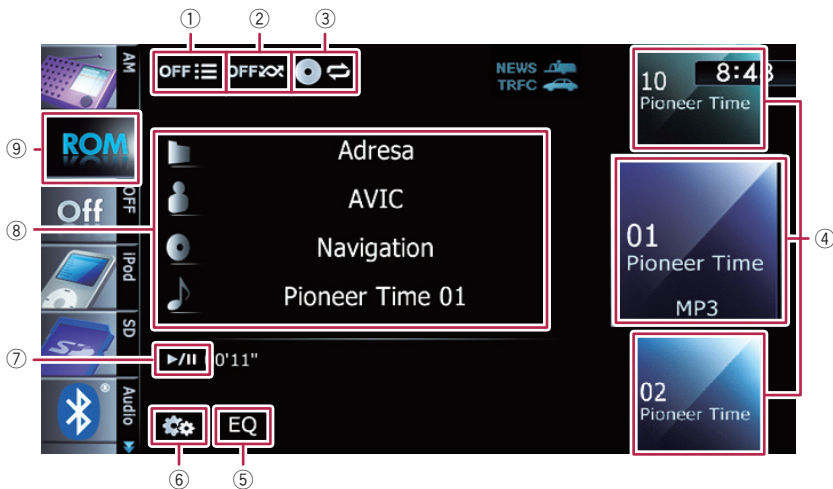 ① ② ③
AM
OFF OFF
NEWS
TRFC
10 8:43
Pioneer Time
⑨ ROM
Adresa
OFF
Off
AVIC
⑧
④
Navigation
iPod
01
Pioneer Time
Pioneer Time 01
MP3
SD
⑦ ►/II 0'11"
Audio
02
Pioneer Time
EQ
⑥ ⑤